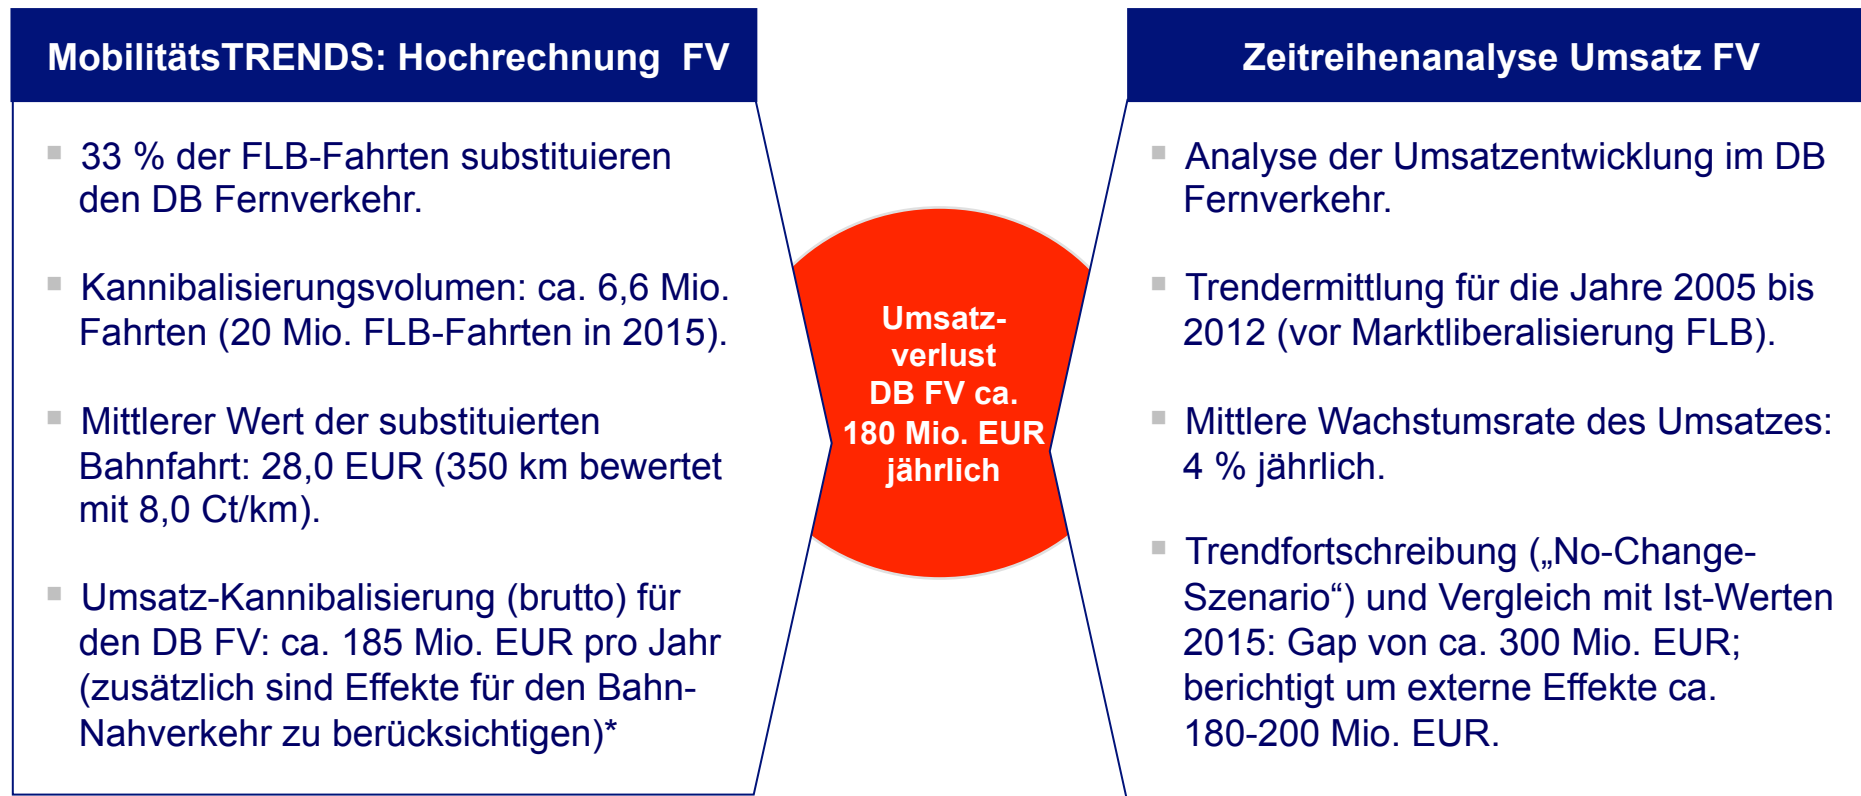 MobilitätsTRENDS: Hochrechnung  FV
33 % der FLB-Fahrten substituieren
den DB Fernverkehr.
Kannibalisierungsvolumen: ca. 6,6 Mio.
Fahrten (20 Mio. FLB-Fahrten in 2015).
Mittlerer Wert der substituierten
Bahnfahrt: 28,0 EUR (350 km bewertet
mit 8,0 Ct/km).
Umsatz-Kannibalisierung (brutto) für
den DB FV: ca. 185 Mio. EUR pro Jahr
(zusätzlich sind Effekte für den Bahn-
Nahverkehr zu berücksichtigen)*
Umsatz-
verlust
DB FV ca.
180 Mio. EUR
jährlich
Zeitreihenanalyse Umsatz FV
Analyse der Umsatzentwicklung im DB
Fernverkehr.
Trendermittlung für die Jahre 2005 bis
2012 (vor Marktliberalisierung FLB).
Mittlere Wachstumsrate des Umsatzes:
4 % jährlich.
Trendfortschreibung („No-Change-
Szenario“) und Vergleich mit Ist-Werten
2015: Gap von ca. 300 Mio. EUR;
berichtigt um externe Effekte ca.
180-200 Mio. EUR.